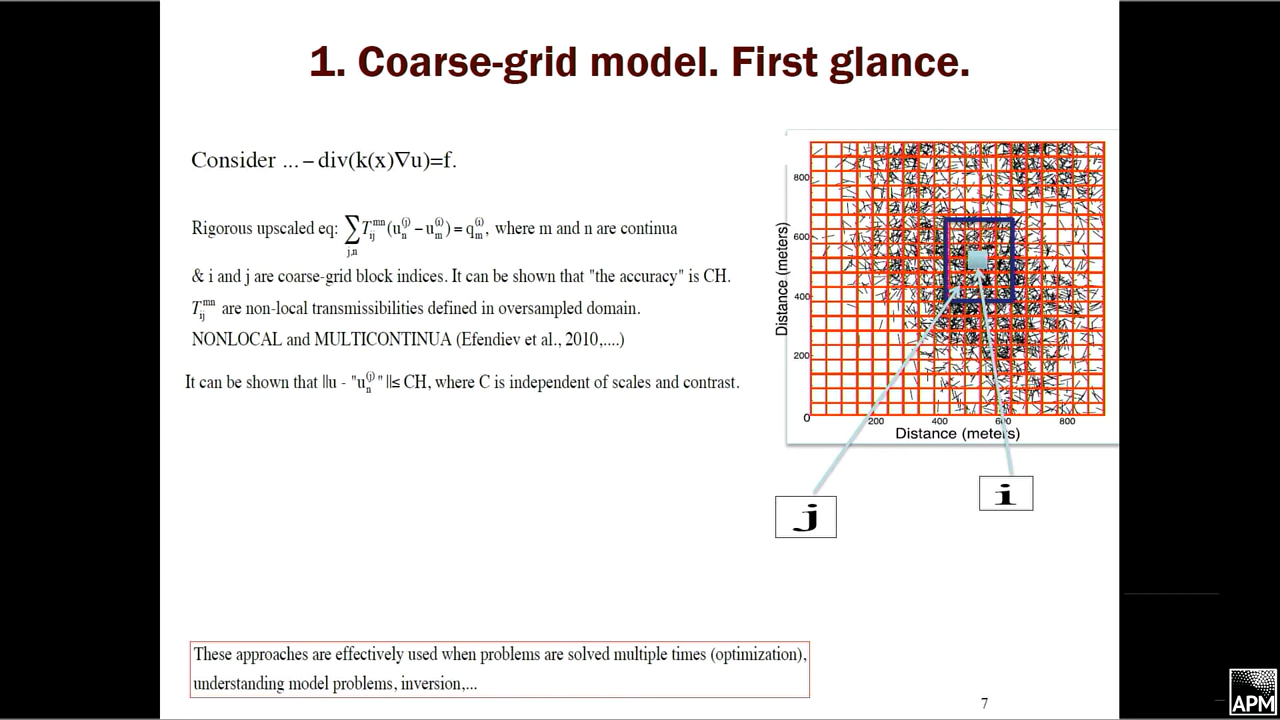 1. Coarse-grid model. First glance.
Consider ... – div(k(x)∇u)=f.
Rigorous upscaled eq: ∑_{j,n} T_{ij}^{mn}(u_n^{(j)} – u_m^{(i)}) = q_m^{(i)}, where m and n are continua
& i and j are coarse-grid block indices. It can be shown that "the accuracy" is CH.
T_{ij}^{mn} are non-local transmissibilities defined in oversampled domain.
NONLOCAL and MULTICONTINUA (Efendiev et al., 2010,....)
It can be shown that ||u - "u_n^{(j)}" ||≤ CH, where C is independent of scales and contrast.
Distance (meters)
800
600
400
200
0
200 400 600 800
Distance (meters)
j
i
These approaches are effectively used when problems are solved multiple times (optimization),
understanding model problems, inversion,...
7
APM